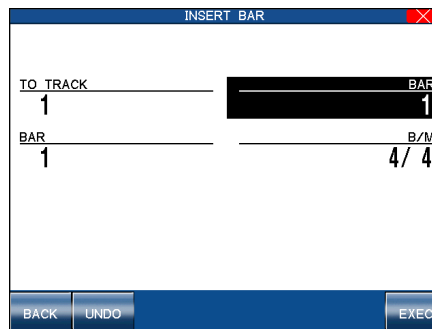 INSERT BAR
TO TRACK BAR
1 1
BAR B/M
1 4/ 4
BACK UNDO EXEC